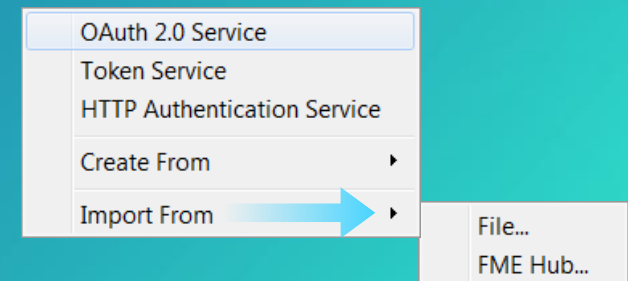 OAuth 2.0 Service
Token Service
HTTP Authentication Service
Create From
Import From
File...
FME Hub...